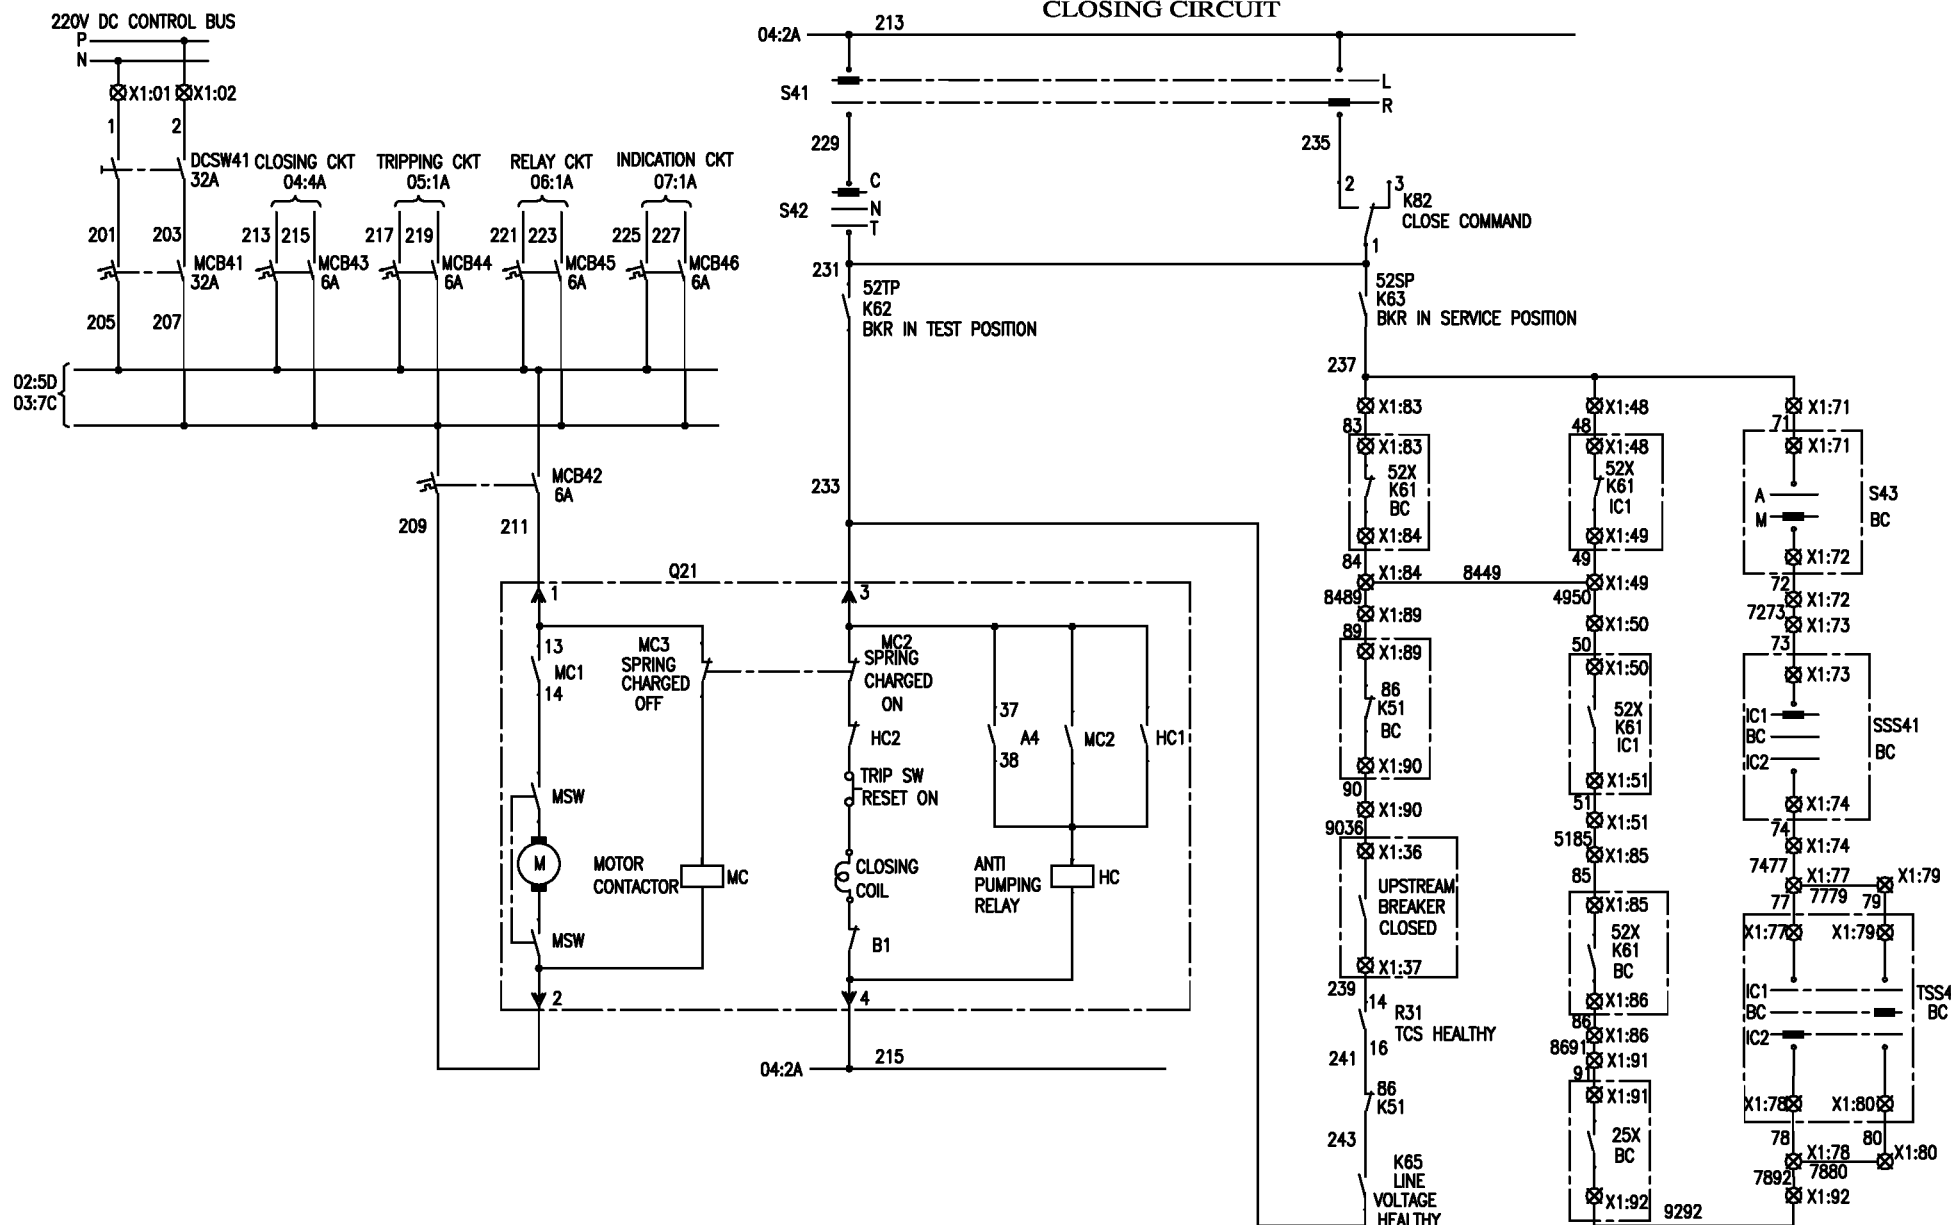 CLOSING CIRCUIT
220V DC CONTROL BUS
P
N
X1:01 X1:02
1 2
DCSW41
32A
CLOSING CKT
04:4A
TRIPPING CKT
05:1A
RELAY CKT
06:1A
INDICATION CKT
07:1A
201 203
213 215
217 219
221 223
225 227
MCB41
32A
MCB43
6A
MCB44
6A
MCB45
6A
MCB46
6A
205 207
02:5D
03:7C
MCB42
6A
209 211
04:2A 213
S41
L
R
229 235
C
S42 N
T
2 3
K82
CLOSE COMMAND
1
231
52TP
K62
BKR IN TEST POSITION
52SP
K63
BKR IN SERVICE POSITION
233
237
Q21
1
3
13
MC1
14
MC3
SPRING
CHARGED
OFF
MC2
SPRING
CHARGED
ON
HC2
37
A4
38
MC2
HC1
TRIP SW
RESET ON
MSW
M
MOTOR
CONTACTOR
MC
CLOSING
COIL
ANTI
PUMPING
RELAY
HC
MSW
B1
2
4
04:2A 215
X1:83
83
X1:83
52X
K61
BC
X1:84
84
X1:84
8449
8489
X1:89
89
X1:89
86
K51
BC
X1:90
90
X1:90
9036
X1:36
UPSTREAM
BREAKER
CLOSED
X1:37
239
14
R31
TCS HEALTHY
16
241
86
K51
243
K65
LINE
VOLTAGE
HEALTHY
X1:48
48
X1:48
52X
K61
IC1
X1:49
49
X1:49
4950
X1:50
50
X1:50
52X
K61
IC1
X1:51
51
X1:51
5185
X1:85
85
X1:85
52X
K61
BC
X1:86
86
X1:86
8691
X1:91
91
X1:91
25X
BC
X1:92
9292
X1:71
71
X1:71
A
M
S43
BC
X1:72
72
X1:72
7273
X1:73
73
X1:73
IC1
BC
IC2
SSS41
BC
X1:74
74
X1:74
7477
X1:77
X1:79
7779
77 79
X1:77 X1:79
IC1
BC
IC2
TSS4
BC
X1:78 X1:80
78 80
X1:78
X1:80
7880
7892
X1:92